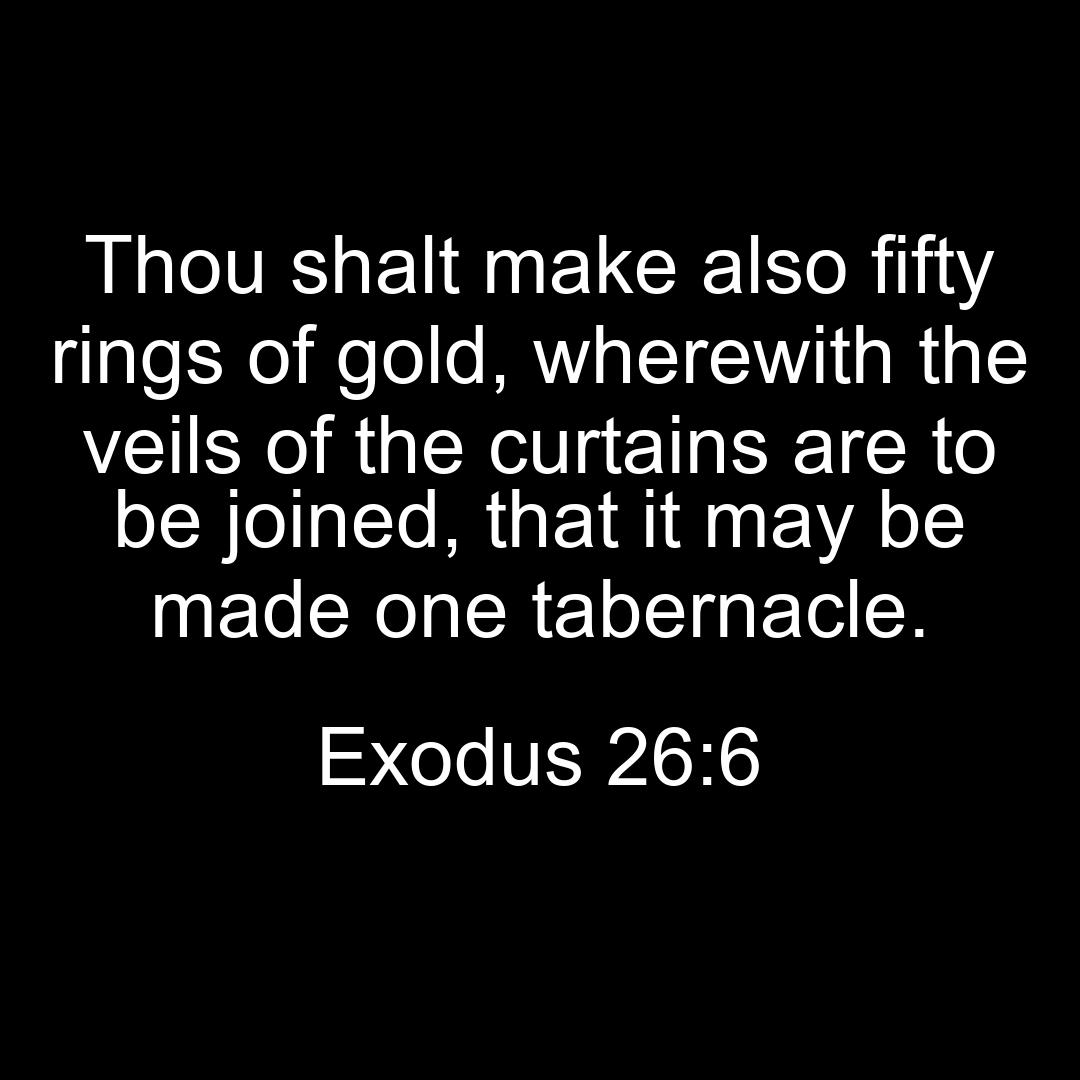 Thou shalt make also fifty
rings of gold, wherewith the
veils of the curtains are to
be joined, that it may be
made one tabernacle.
Exodus 26:6